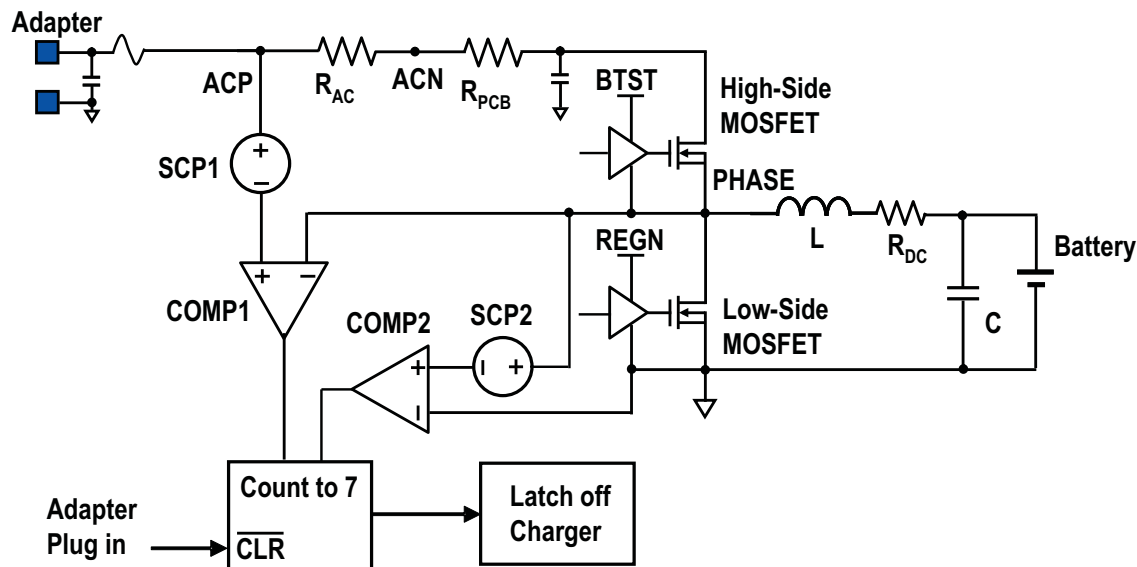 Adapter
ACP
R_AC
ACN
R_PCB
BTST
High-Side
MOSFET
SCP1
+
–
PHASE
+ –
COMP1
REGN
L
R_DC
Battery
COMP2
SCP2
Low-Side
MOSFET
C
+
– +
–
Count to 7
Latch off
Charger
Adapter
Plug in
CLR